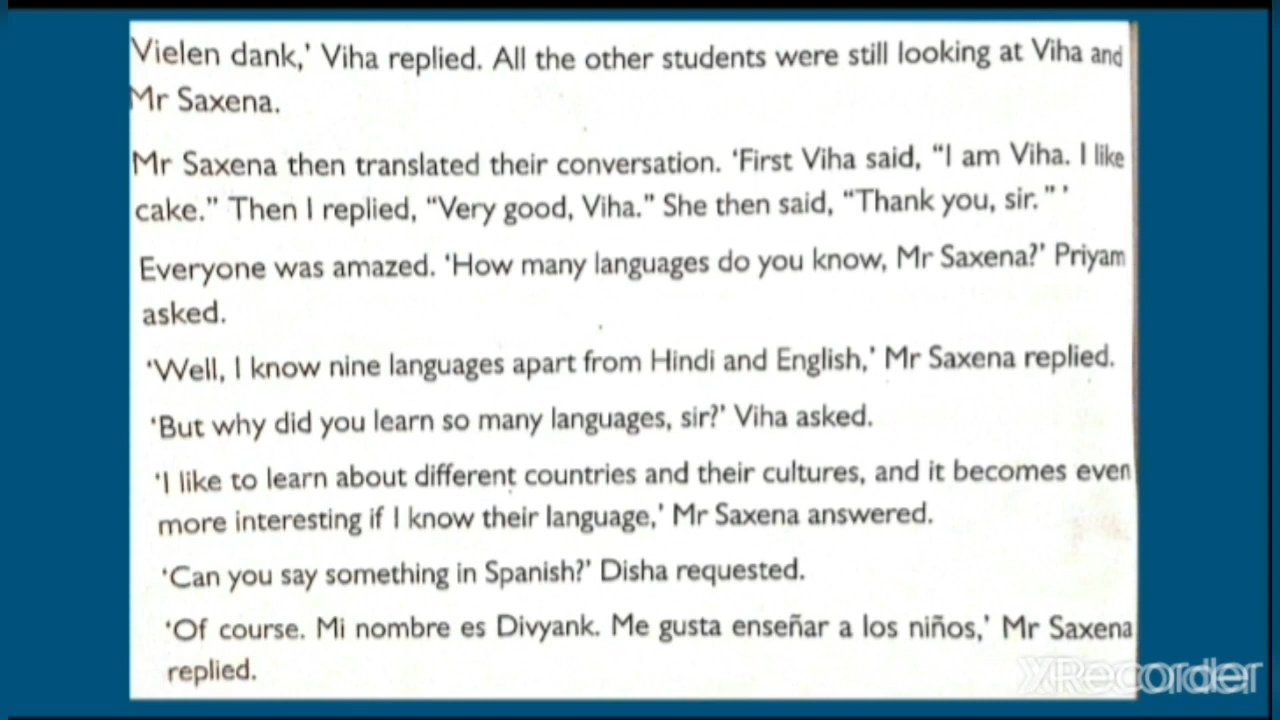 Vielen dank,’ Viha replied. All the other students were still looking at Viha and
Mr Saxena.
Mr Saxena then translated their conversation. ‘First Viha said, “I am Viha. I like
cake.” Then I replied, “Very good, Viha.” She then said, “Thank you, sir.” ’
Everyone was amazed. ‘How many languages do you know, Mr Saxena?’ Priyam
asked.
‘Well, I know nine languages apart from Hindi and English,’ Mr Saxena replied.
‘But why did you learn so many languages, sir?’ Viha asked.
‘I like to learn about different countries and their cultures, and it becomes even
more interesting if I know their language,’ Mr Saxena answered.
‘Can you say something in Spanish?’ Disha requested.
‘Of course. Mi nombre es Divyank. Me gusta enseñar a los niños,’ Mr Saxena
replied.
XRecorder